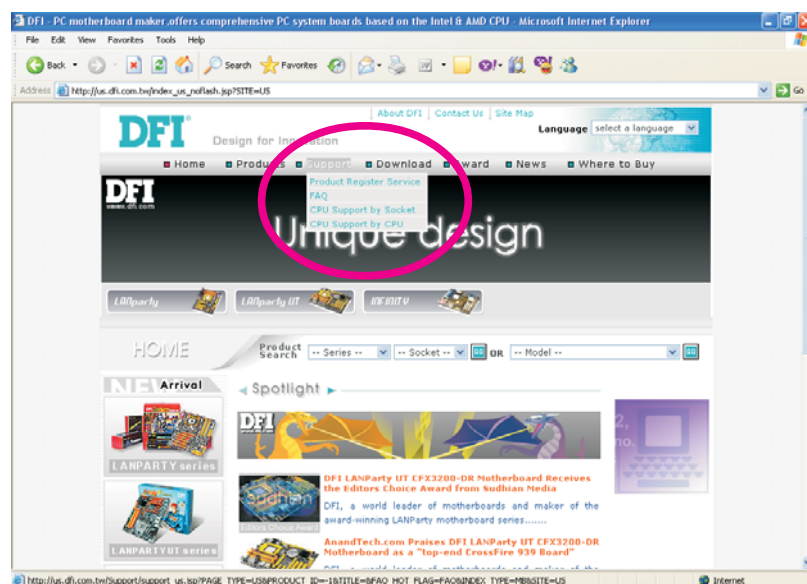 DFI - PC motherboard maker ,offers comprehensive PC system boards based on the Intel & AMD CPU - Microsoft Internet Explorer
File Edit View Favorites Tools Help
Back Search Favorites
Address http://us.dfi.com.tw/index_us_noflash.jsp?SITE=US Go
About DFI | Contact Us | Site Map
DFI Design for Innovation
Language select a language
Home Products Support Download Award News Where to Buy
Product Register Service
FAQ
CPU Support by Socket
CPU Support by CPU
DFI
www.dfi.com
Unique design
LANparty LANparty UT INFINITY
HOME Product Search -- Series -- -- Socket -- GO OR -- Model -- GO
NEW Arrival
Spotlight
DFI
LANPARTY series
DFI LANParty UT CFX3200-DR Motherboard Receives
the Editors Choice Award from Sudhian Media
Sudhian
Editors Choice Award
DFI, a world leader of motherboards and maker of the
award-winning LANParty motherboard series.......
AnandTech.com Praises DFI LANParty UT CFX3200-DR
Motherboard as a "top-end CrossFire 939 Board"
LANPARTY UT series
http://us.dfi.com.tw/Support/support_us.jsp?PAGE_TYPE=US&PRODUCT_ID=-1&TITLE=&FAQ_HOT_FLAG=FAQ&INDEX_TYPE=MB&SITE=US Internet